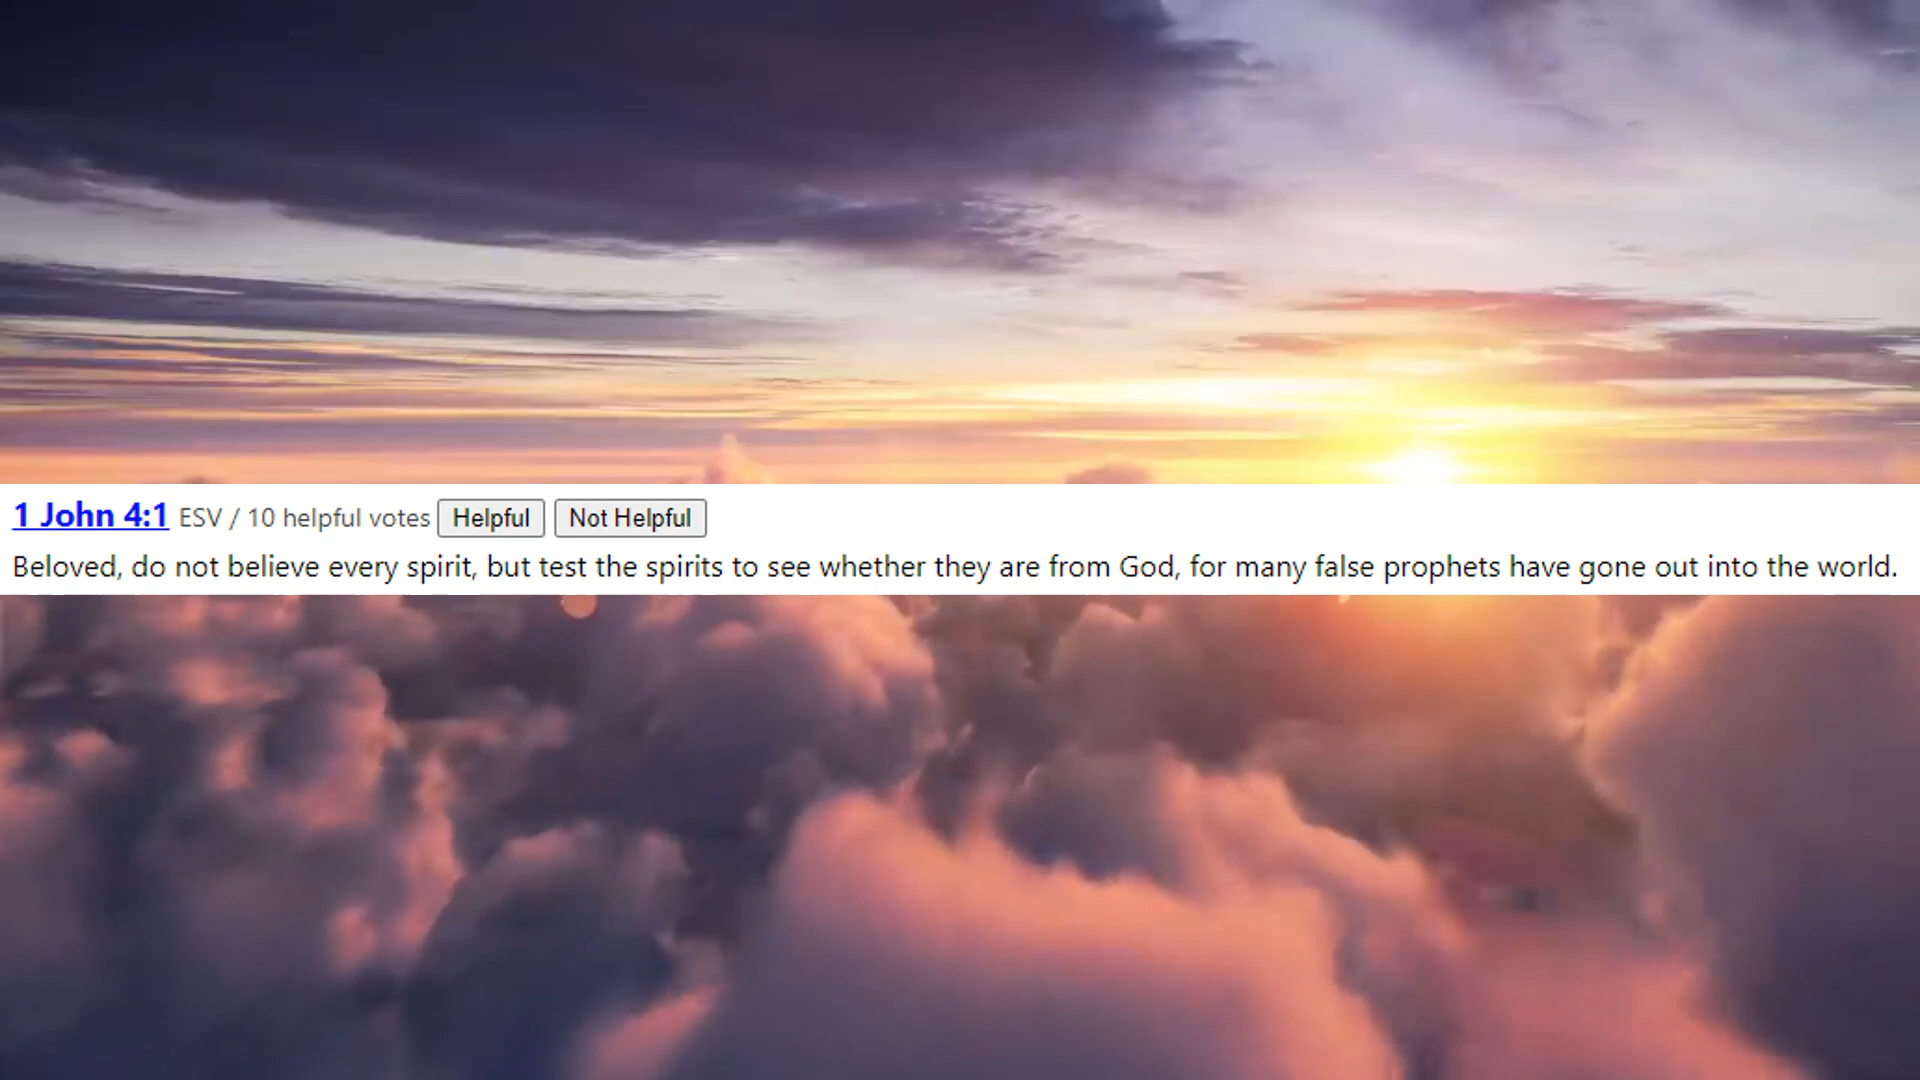 1 John 4:1 ESV / 10 helpful votes Helpful Not Helpful
Beloved, do not believe every spirit, but test the spirits to see whether they are from God, for many false prophets have gone out into the world.